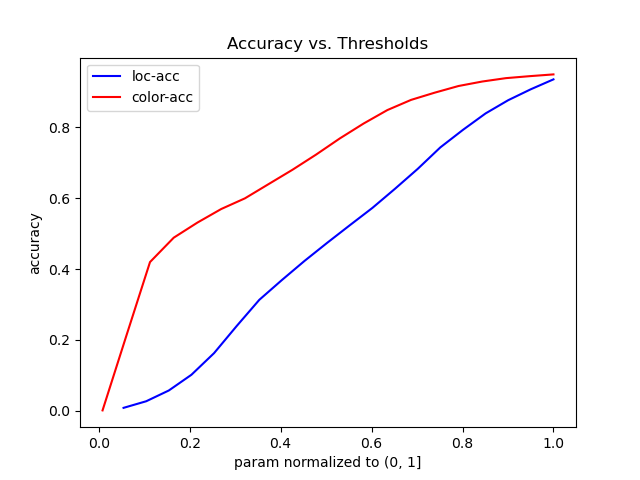 Accuracy vs. Thresholds
loc-acc
color-acc
accuracy
0.8
0.6
0.4
0.2
0.0
0.0 0.2 0.4 0.6 0.8 1.0
param normalized to (0, 1]